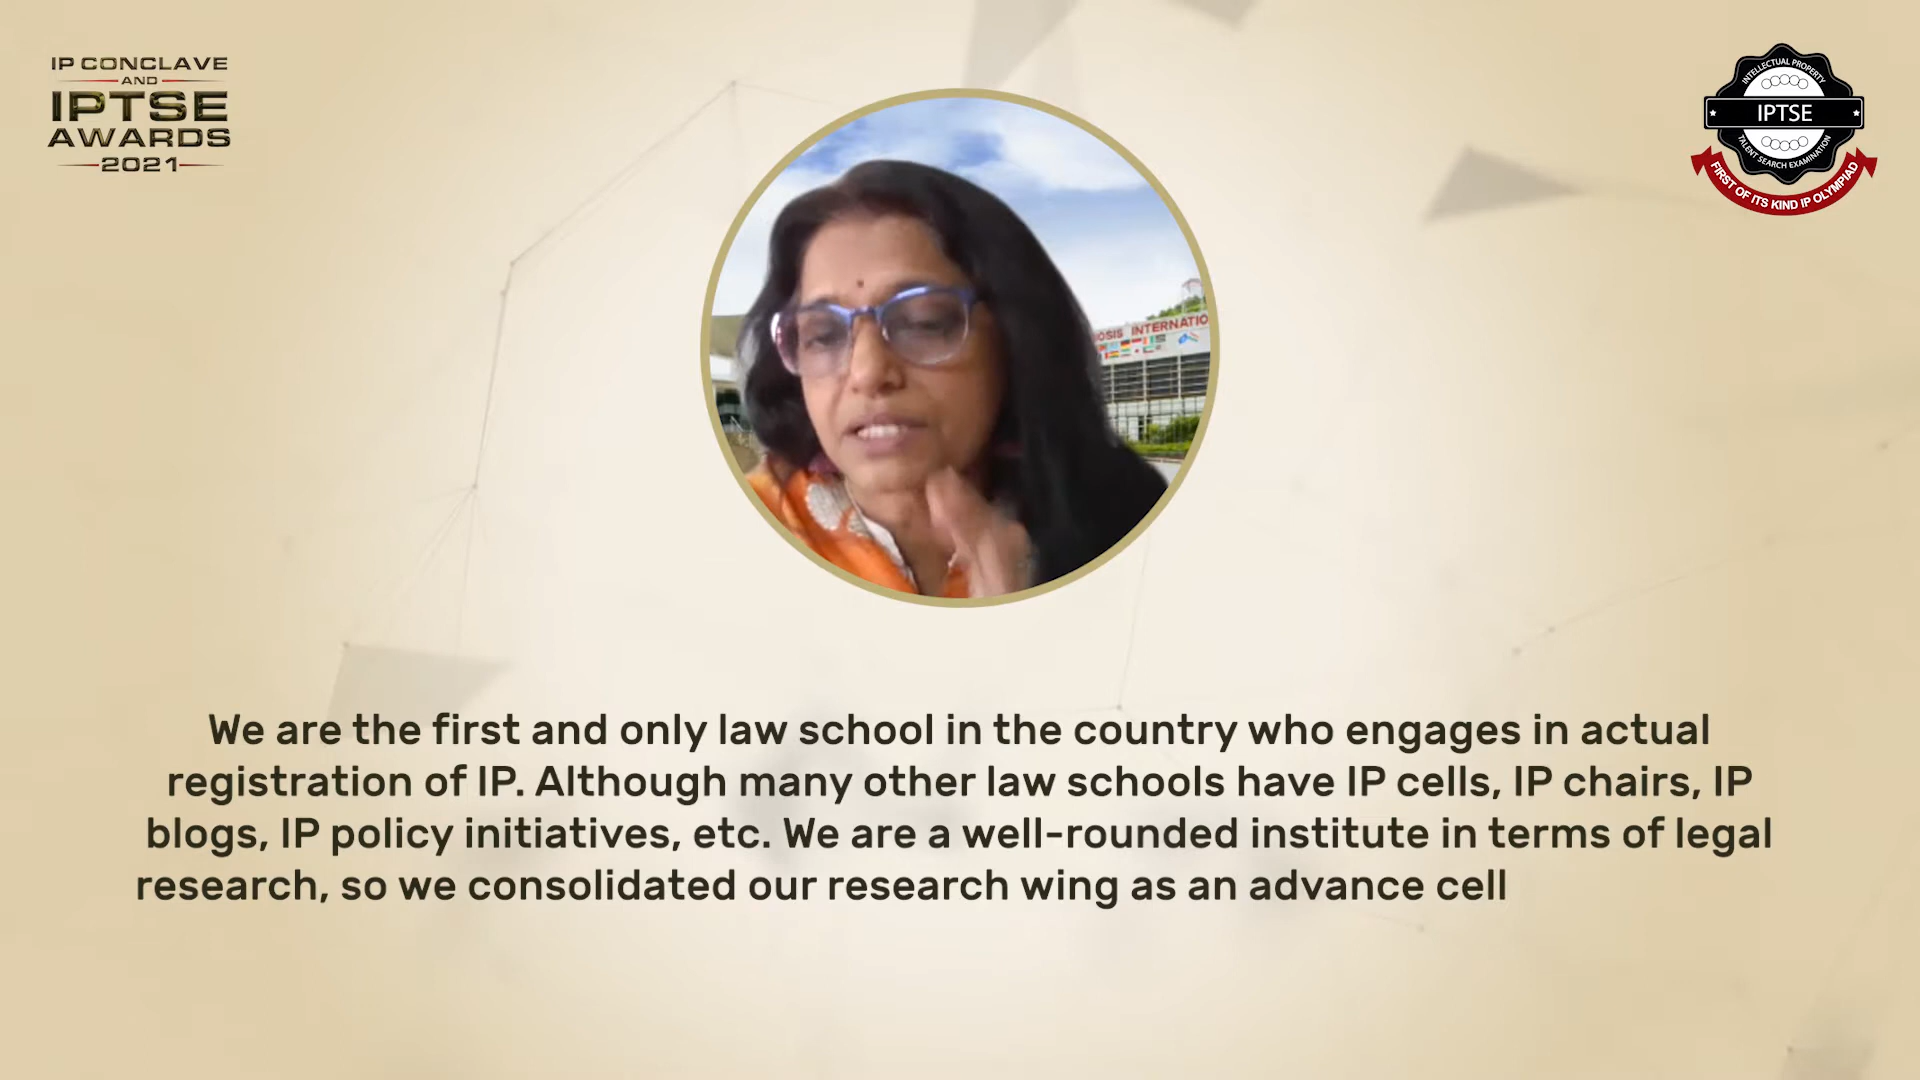 IP CONCLAVE
AND
IPTSE
AWARDS
2021
INTELLECTUAL PROPERTY
IPTSE
TALENT SEARCH EXAMINATION
FIRST OF ITS KIND IP OLYMPIAD
OSIS INTERNATIO
We are the first and only law school in the country who engages in actual
registration of IP. Although many other law schools have IP cells, IP chairs, IP
blogs, IP policy initiatives, etc. We are a well-rounded institute in terms of legal
research, so we consolidated our research wing as an advance cell